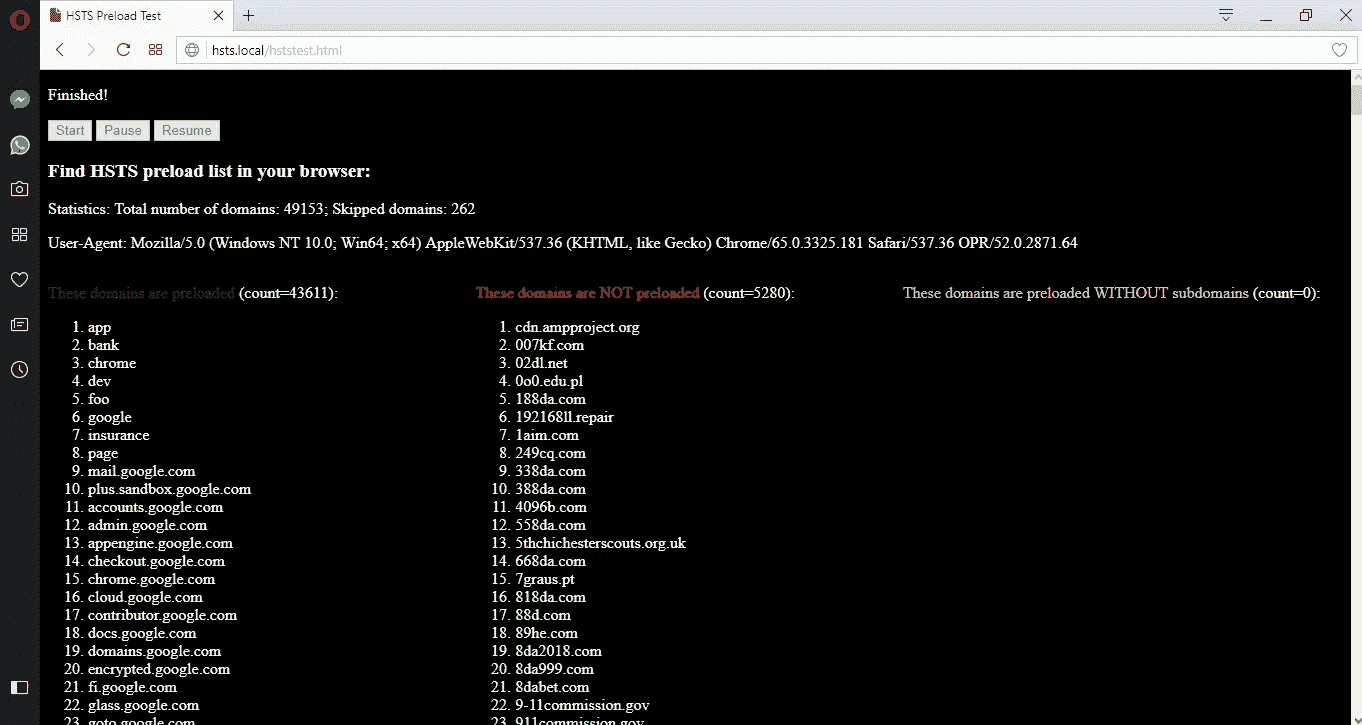 HSTS Preload Test
hsts.local/hststest.html
Finished!
Start Pause Resume
Find HSTS preload list in your browser:
Statistics: Total number of domains: 49153; Skipped domains: 262
User-Agent: Mozilla/5.0 (Windows NT 10.0; Win64; x64) AppleWebKit/537.36 (KHTML, like Gecko) Chrome/65.0.3325.181 Safari/537.36 OPR/52.0.2871.64
These domains are preloaded (count=43611):
1. app
2. bank
3. chrome
4. dev
5. foo
6. google
7. insurance
8. page
9. mail.google.com
10. plus.sandbox.google.com
11. accounts.google.com
12. admin.google.com
13. appengine.google.com
14. checkout.google.com
15. chrome.google.com
16. cloud.google.com
17. contributor.google.com
18. docs.google.com
19. domains.google.com
20. encrypted.google.com
21. fi.google.com
22. glass.google.com
23. goto.google.com
These domains are NOT preloaded (count=5280):
1. cdn.ampproject.org
2. 007kf.com
3. 02dl.net
4. 0o0.edu.pl
5. 188da.com
6. 192168ll.repair
7. 1aim.com
8. 249cq.com
9. 338da.com
10. 388da.com
11. 4096b.com
12. 558da.com
13. 5thchichesterscouts.org.uk
14. 668da.com
15. 7graus.pt
16. 818da.com
17. 88d.com
18. 89he.com
19. 8da2018.com
20. 8da999.com
21. 8dabet.com
22. 9-11commission.gov
23. 911commission.gov
These domains are preloaded WITHOUT subdomains (count=0):